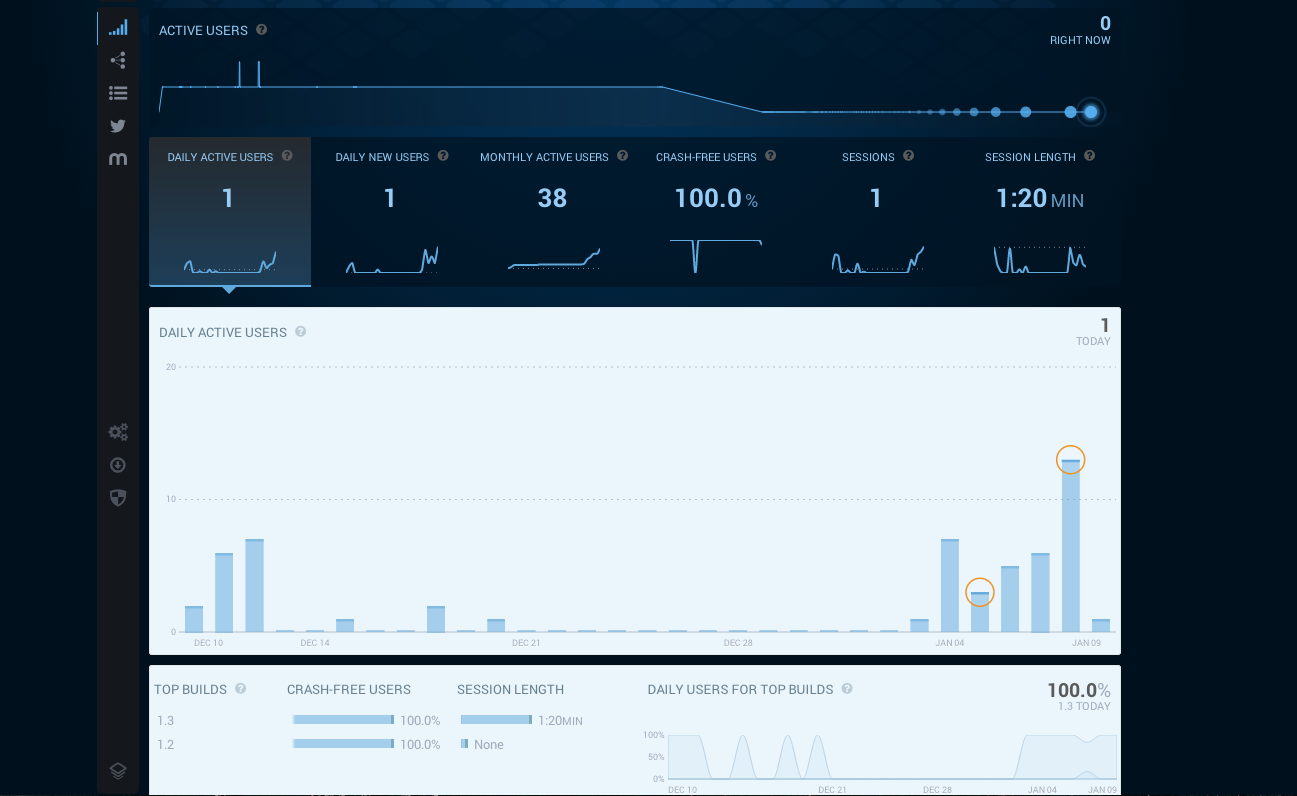 ACTIVE USERS ?
0
RIGHT NOW
DAILY ACTIVE USERS ? DAILY NEW USERS ? MONTHLY ACTIVE USERS ? CRASH-FREE USERS ? SESSIONS ? SESSION LENGTH ?
1 1 38 100.0 % 1 1:20 MIN
DAILY ACTIVE USERS ?
1
TODAY
20
10
0
DEC 10 DEC 14 DEC 21 DEC 28 JAN 04 JAN 09
TOP BUILDS ? CRASH-FREE USERS SESSION LENGTH
1.3 100.0% 1:20MIN
1.2 100.0% None
DAILY USERS FOR TOP BUILDS ?
100.0%
1.3 TODAY
100%
50%
0%
DEC 10 DEC 21 DEC 28 JAN 04 JAN 09